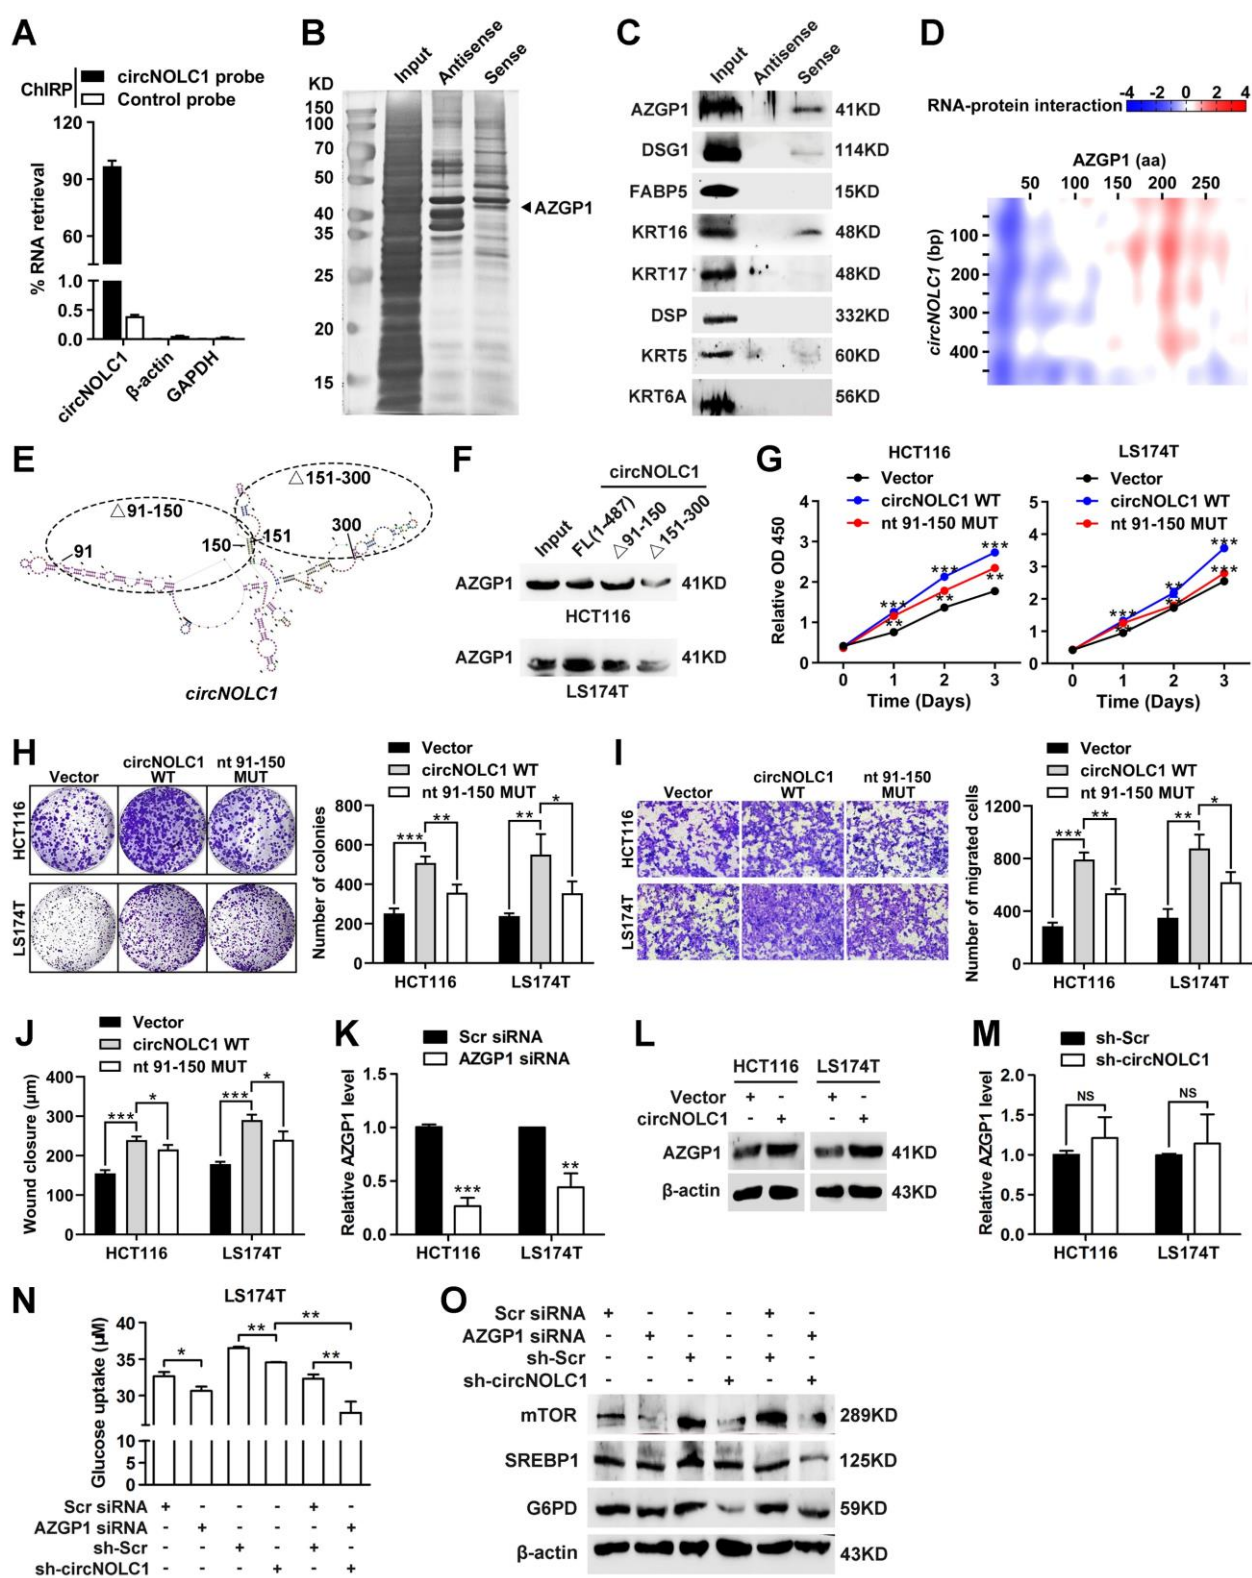 A
ChIRP
circNOLC1 probe
Control probe
% RNA retrieval
120
90
60
1.0
0.5
0.0
circNOLC1
β-actin
GAPDH
B
Input
Antisense
Sense
KD
150
100
70
50
40
35
25
20
15
AZGP1
C
Input
Antisense
Sense
AZGP1 41KD
DSG1 114KD
FABP5 15KD
KRT16 48KD
KRT17 48KD
DSP 332KD
KRT5 60KD
KRT6A 56KD
D
-4 -2 0 2 4
RNA-protein interaction
AZGP1 (aa)
50 100 150 200 250
circNOLC1 (bp)
100
200
300
400
E
△91-150
△151-300
91
150
151
300
circNOLC1
F
circNOLC1
Input
FL(1-487)
△91-150
△151-300
AZGP1 41KD
HCT116
AZGP1 41KD
LS174T
G
HCT116
Vector
circNOLC1 WT
nt 91-150 MUT
Relative OD 450
4
3
2
1
0
*** *** ***
** ** **
0 1 2 3
Time (Days)
LS174T
Vector
circNOLC1 WT
nt 91-150 MUT
5
4
3
2
1
0
*** ** ***
** ** ***
0 1 2 3
Time (Days)
H
Vector
circNOLC1 WT
nt 91-150 MUT
HCT116
LS174T
Vector
circNOLC1 WT
nt 91-150 MUT
Number of colonies
800
600
400
200
0
*** ** ** *
HCT116 LS174T
I
Vector
circNOLC1 WT
nt 91-150 MUT
HCT116
LS174T
Vector
circNOLC1 WT
nt 91-150 MUT
Number of migrated cells
1200
800
400
0
*** ** ** *
HCT116 LS174T
J
Vector
circNOLC1 WT
nt 91-150 MUT
Wound closure (μm)
400
300
200
100
0
*** * *** *
HCT116 LS174T
K
Scr siRNA
AZGP1 siRNA
Relative AZGP1 level
1.5
1.0
0.5
0.0
*** **
HCT116 LS174T
L
HCT116 LS174T
Vector + - + -
circNOLC1 - + - +
AZGP1 41KD
β-actin 43KD
M
sh-Scr
sh-circNOLC1
Relative AZGP1 level
2.0
1.5
1.0
0.5
0.0
NS NS
HCT116 LS174T
N
LS174T
Glucose uptake (μM)
40
35
30
10
5
0
* ** ** **
Scr siRNA + - - - + -
AZGP1 siRNA - + - - - +
sh-Scr - - + - + -
sh-circNOLC1 - - - + - +
O
Scr siRNA + - - - + -
AZGP1 siRNA - + - - - +
sh-Scr - - + - + -
sh-circNOLC1 - - - + - +
mTOR 289KD
SREBP1 125KD
G6PD 59KD
β-actin 43KD